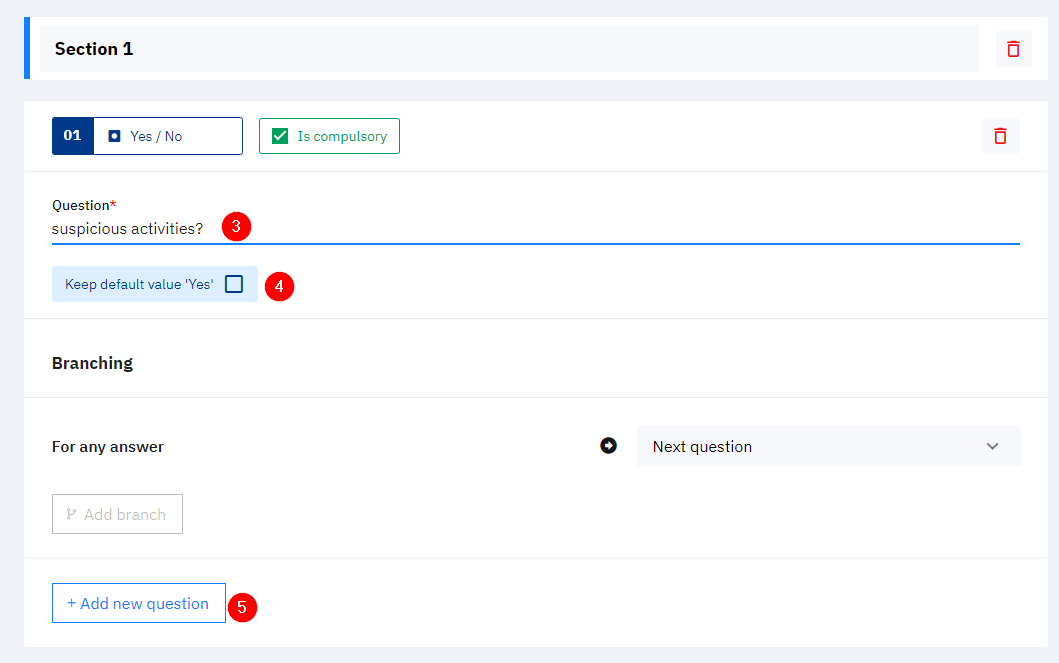 Section 1
01 Yes / No Is compulsory
Question*
suspicious activities? 3
Keep default value 'Yes' 4
Branching
For any answer Next question
Add branch
+ Add new question 5